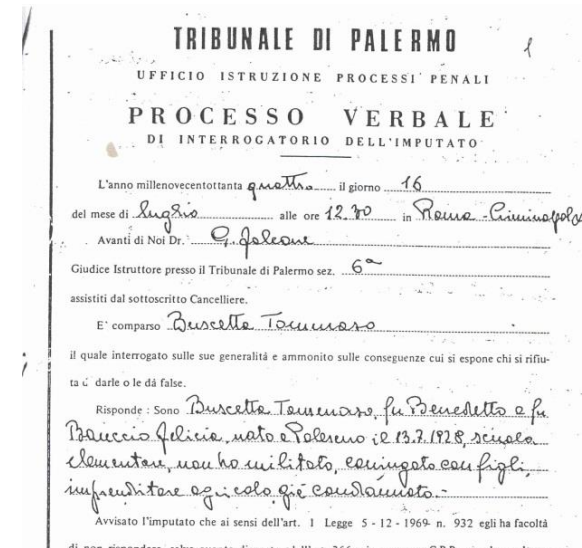 TRIBUNALE DI PALERMO
1
UFFICIO ISTRUZIONE PROCESSI PENALI
PROCESSO VERBALE
DI INTERROGATORIO DELL'IMPUTATO
L'anno millenovecentottanta quattro il giorno 16
del mese di luglio alle ore 12.30 in Roma - Criminalpol
Avanti di Noi Dr. G. Falcone
Giudice Istruttore presso il Tribunale di Palermo sez. 6a
assistiti dal sottoscritto Cancelliere.
E' comparso Buscetta Tommaso
il quale interrogato sulle sue generalità e ammonito sulle conseguenze cui si espone chi si rifiu-
ta di darle o le dá false.
Risponde : Sono Buscetta Tommaso, fu Benedetto e fu
Bauccio Felicia, nato a Palermo il 13.7.1928, scuola
elementare, non ho militato, coniugato con figli,
imprenditore agricolo, già condannato.-
Avvisato l'imputato che ai sensi dell'art. 1 Legge 5 - 12 - 1969 n. 932 egli ha facoltà
di non rispondere, salvo quanto